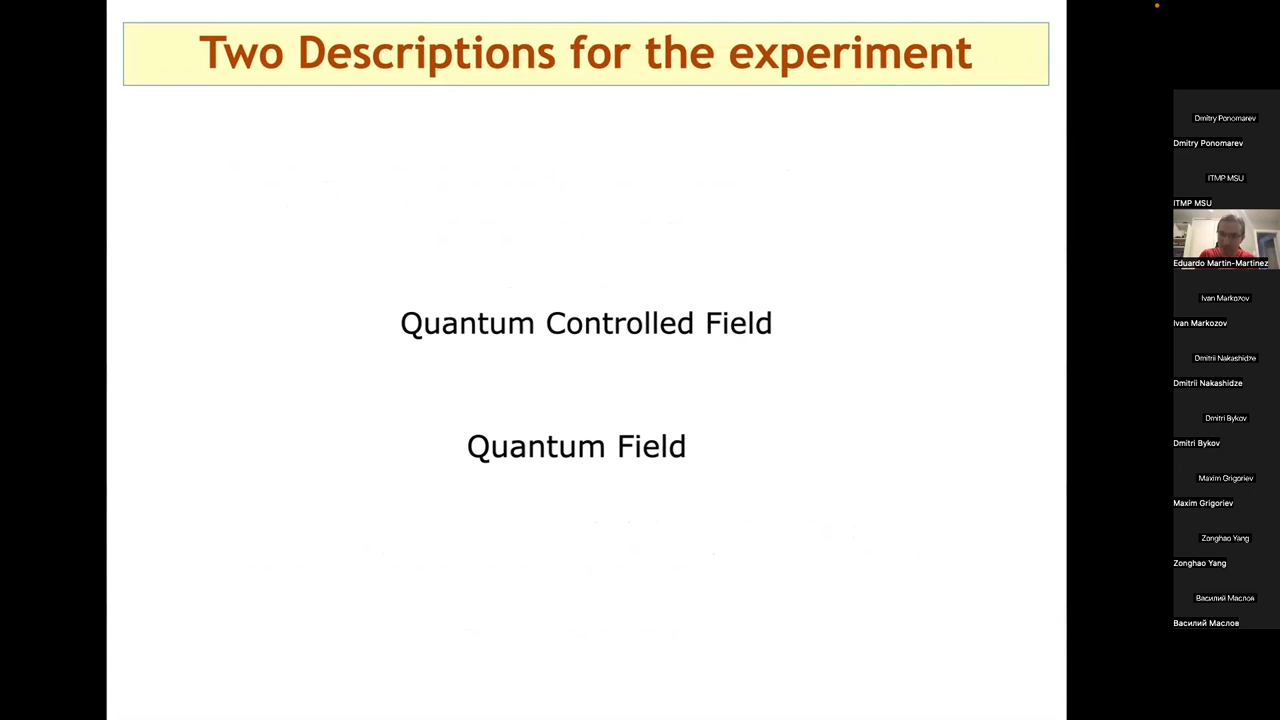 Two Descriptions for the experiment
Quantum Controlled Field
Quantum Field
Dmitry Ponomarev
Dmitry Ponomarev
ITMP MSU
ITMP MSU
Eduardo Martin-Martinez
Ivan Markozov
Ivan Markozov
Dmitrii Nakashidze
Dmitrii Nakashidze
Dmitri Bykov
Dmitri Bykov
Maxim Grigoriev
Maxim Grigoriev
Zonghao Yang
Zonghao Yang
Василий Маслов
Василий Маслов